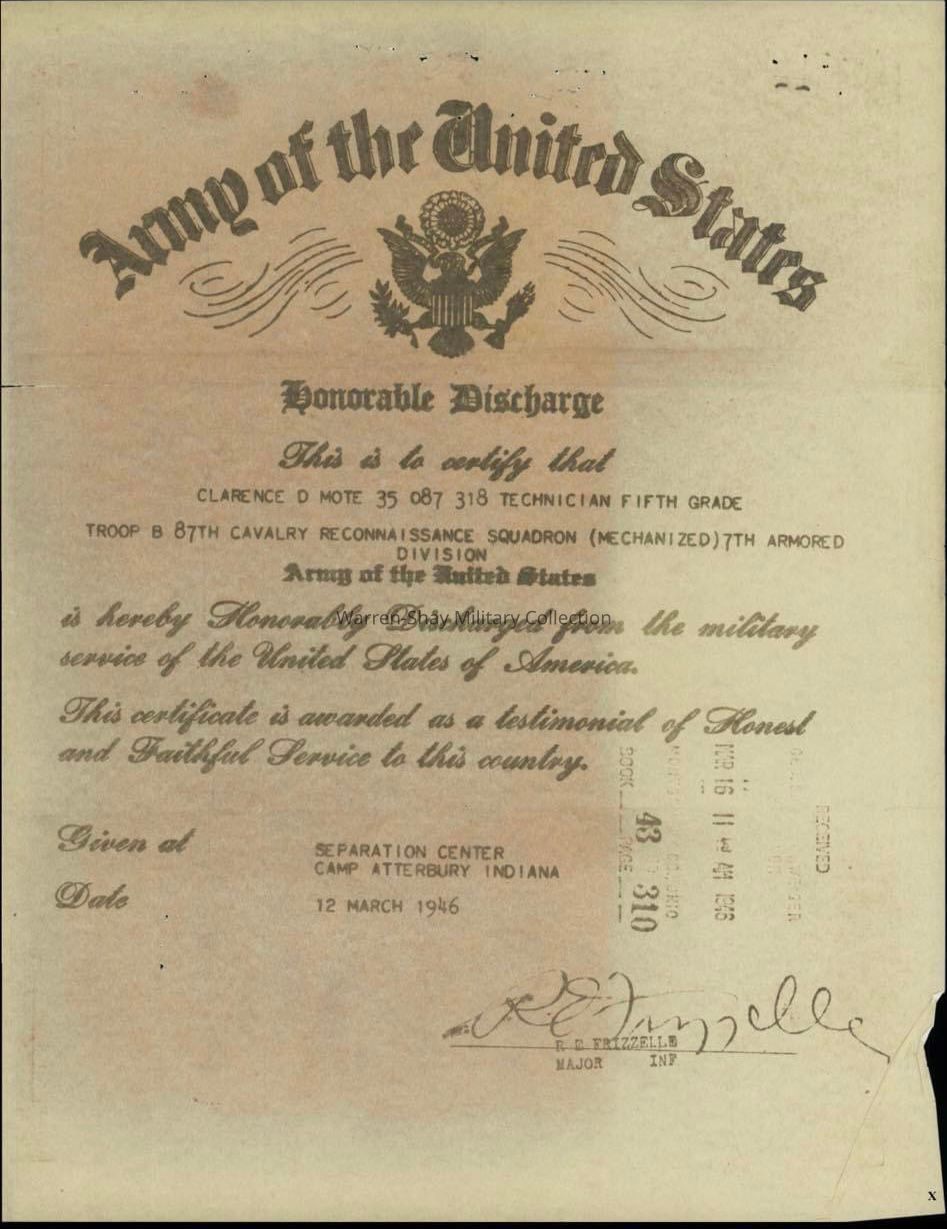 Army of the United States
Honorable Discharge
This is to certify that
CLARENCE D MOTE 35 087 318 TECHNICIAN FIFTH GRADE
TROOP B 87TH CAVALRY RECONNAISSANCE SQUADRON (MECHANIZED)7TH ARMORED
DIVISION
Army of the United States
is hereby Honorably Discharged from the military
Warren-Shay Military Collection
service of the United States of America.
This certificate is awarded as a testimonial of Honest
and Faithful Service to this country.
Given at
SEPARATION CENTER
CAMP ATTERBURY INDIANA
Date
12 MARCH 1946
RECEIVED
MAR 16 11 AM 1946
BOOK 43 PAGE 310
R E Frizzelle
R E FRIZZELLE
MAJOR INF
X